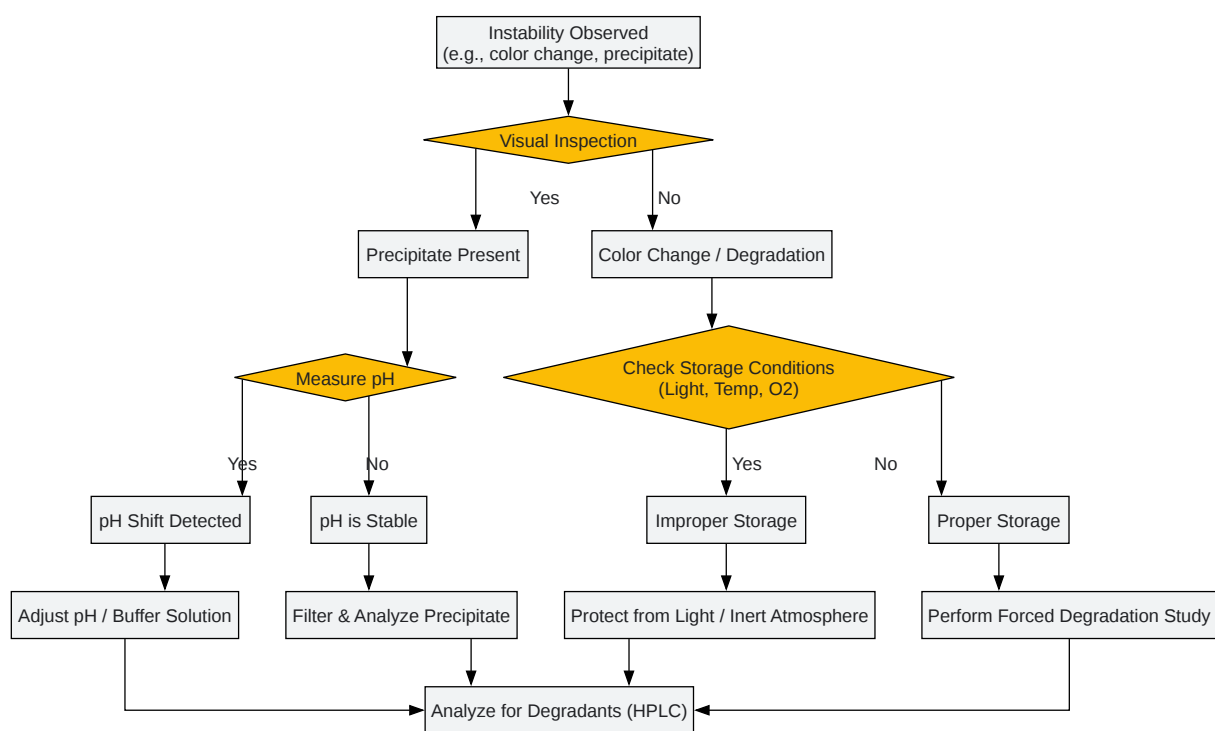 Instability Observed
(e.g., color change, precipitate)
Visual Inspection
Yes
No
Precipitate Present
Color Change / Degradation
Measure pH
Check Storage Conditions
(Light, Temp, O2)
Yes
No
Yes
No
pH Shift Detected
pH is Stable
Improper Storage
Proper Storage
Adjust pH / Buffer Solution
Filter & Analyze Precipitate
Protect from Light / Inert Atmosphere
Perform Forced Degradation Study
Analyze for Degradants (HPLC)